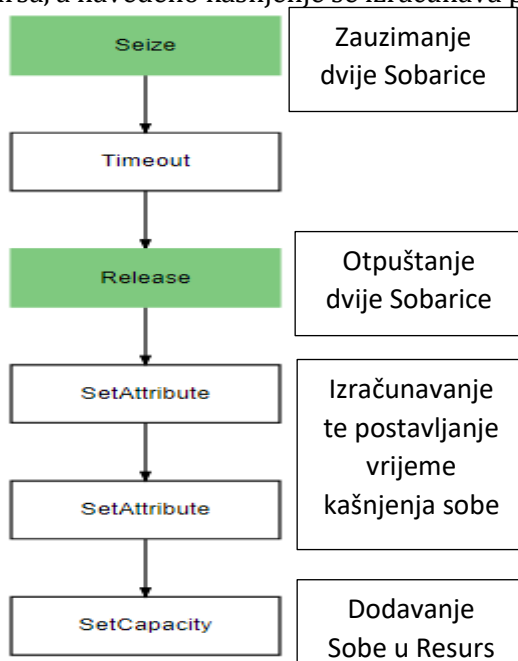 Seize
Zauzimanje
dvije Sobarice
Timeout
Release
Otpuštanje
dvije Sobarice
SetAttribute
Izračunavanje
te postavljanje
vrijeme
kašnjenja sobe
SetAttribute
SetCapacity
Dodavanje
Sobe u Resurs